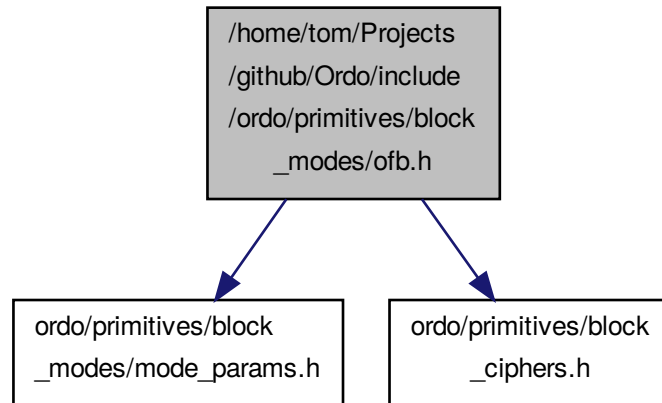 /home/tom/Projects
/github/Ordo/include
/ordo/primitives/block
_modes/ofb.h
ordo/primitives/block
_modes/mode_params.h
ordo/primitives/block
_ciphers.h